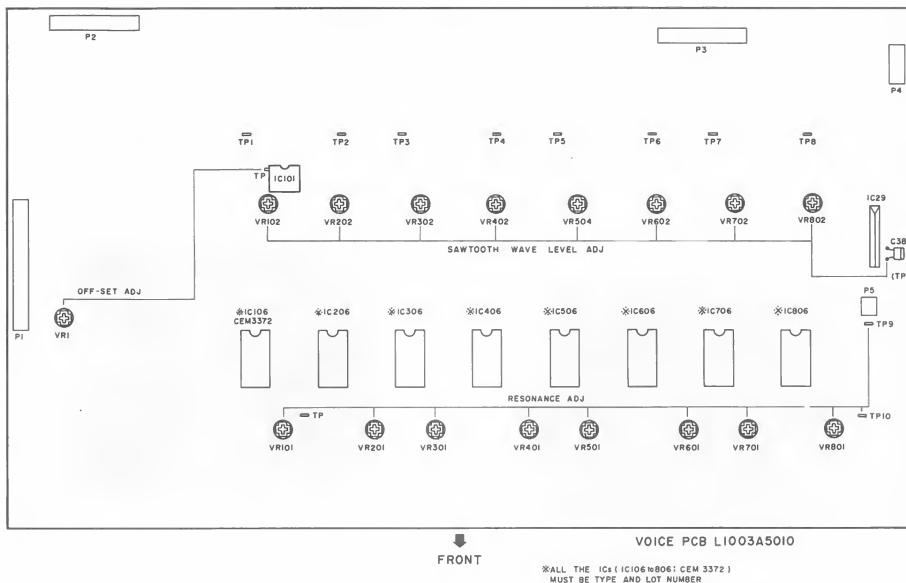 P2
P3
P4
TP1 TP2 TP3 TP4 TP5 TP6 TP7 TP8
TP IC101
VR102 VR202 VR302 VR402 VR504 VR602 VR702 VR802 IC29
SAWTOOTH WAVE LEVEL ADJ C38
(TP
OFF-SET ADJ P5
P1 VR1
※IC106 ※IC206 ※IC306 ※IC406 ※IC506 ※IC606 ※IC706 ※IC806
CEM3372
TP9
RESONANCE ADJ
TP TP10
VR101 VR201 VR301 VR401 VR501 VR601 VR701 VR801
VOICE PCB L1003A5010
FRONT
※ALL THE ICs (IC106 to 806: CEM 3372)
MUST BE TYPE AND LOT NUMBER